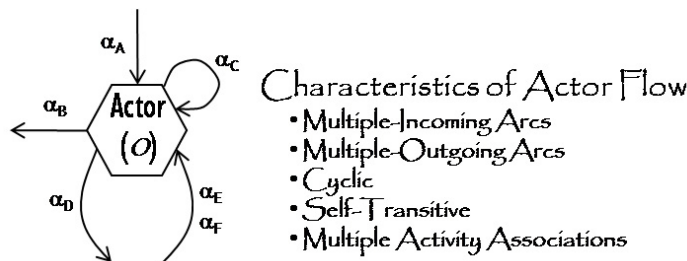 αA
αC
αB
Actor
(O)
αD
αE
αF
Characteristics of Actor Flow
• Multiple-Incoming Arcs
• Multiple-Outgoing Arcs
• Cyclic
• Self-Transitive
• Multiple Activity Associations